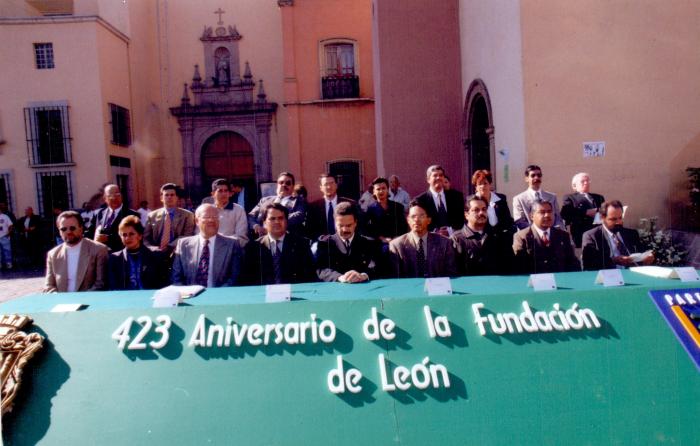 423 Aniversario de la Fundación
de León